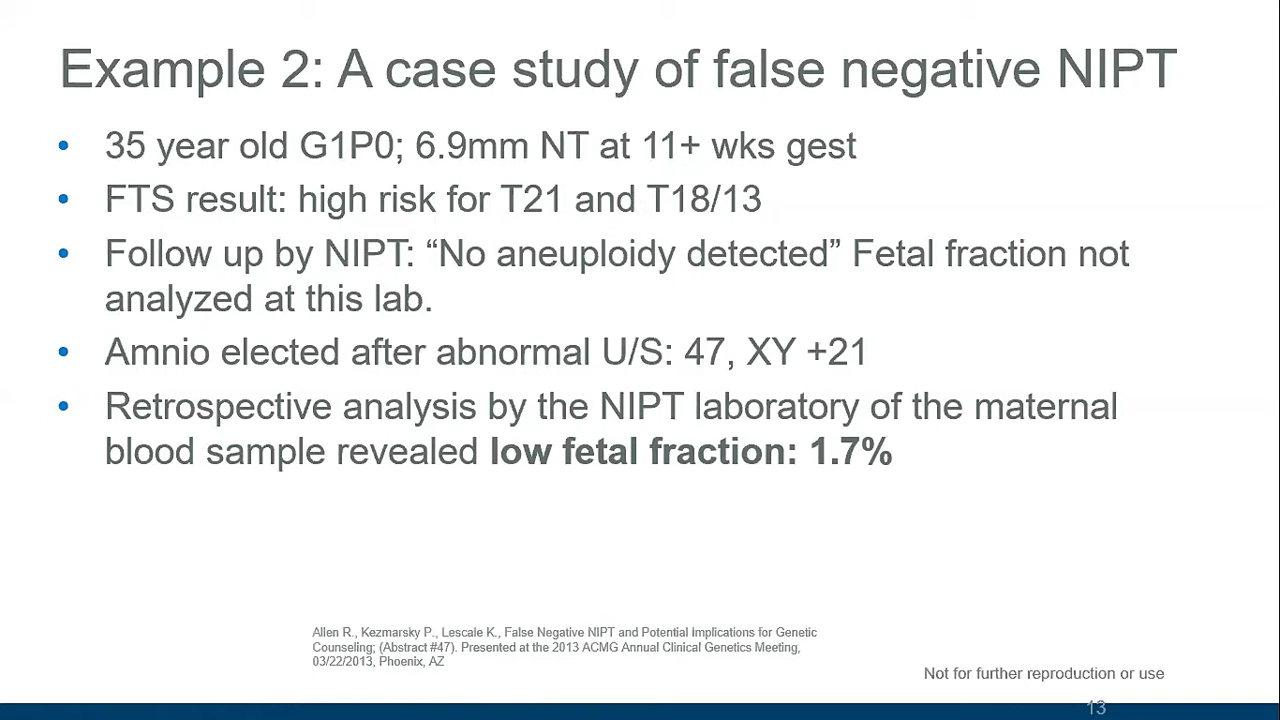 Example 2: A case study of false negative NIPT
• 35 year old G1P0; 6.9mm NT at 11+ wks gest
• FTS result: high risk for T21 and T18/13
• Follow up by NIPT: “No aneuploidy detected” Fetal fraction not
analyzed at this lab.
• Amnio elected after abnormal U/S: 47, XY +21
• Retrospective analysis by the NIPT laboratory of the maternal
blood sample revealed low fetal fraction: 1.7%
Allen R., Kezmarsky P., Lescale K., False Negative NIPT and Potential Implications for Genetic
Counseling; (Abstract #47). Presented at the 2013 ACMG Annual Clinical Genetics Meeting,
03/22/2013, Phoenix, AZ
Not for further reproduction or use
13